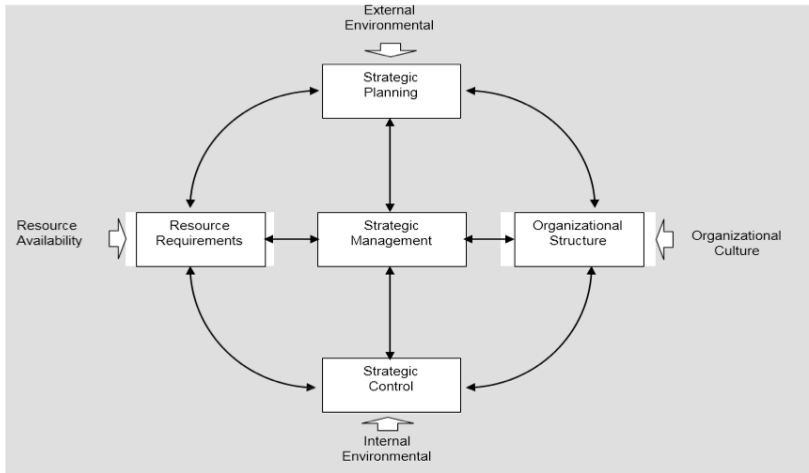 External
Environmental
Strategic
Planning
Resource
Availability
Resource
Requirements
Strategic
Management
Organizational
Structure
Organizational
Culture
Strategic
Control
Internal
Environmental